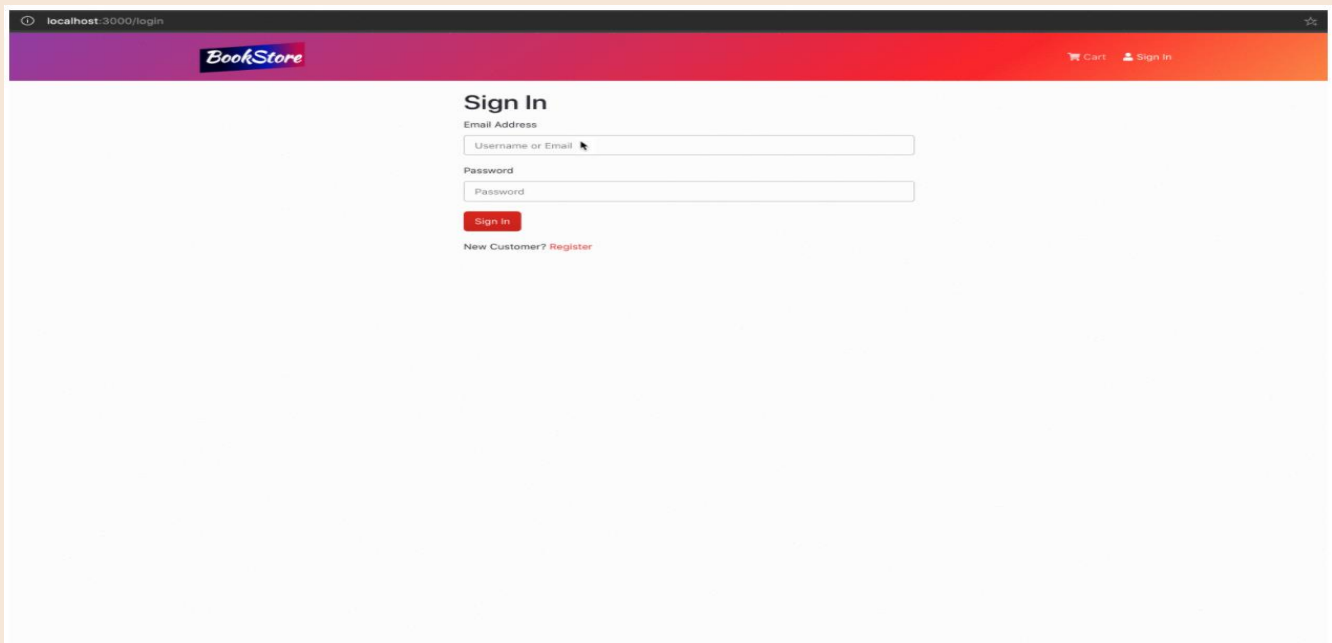 localhost:3000/login
BookStore
Cart Sign In
Sign In
Email Address
Username or Email
Password
Password
Sign In
New Customer? Register